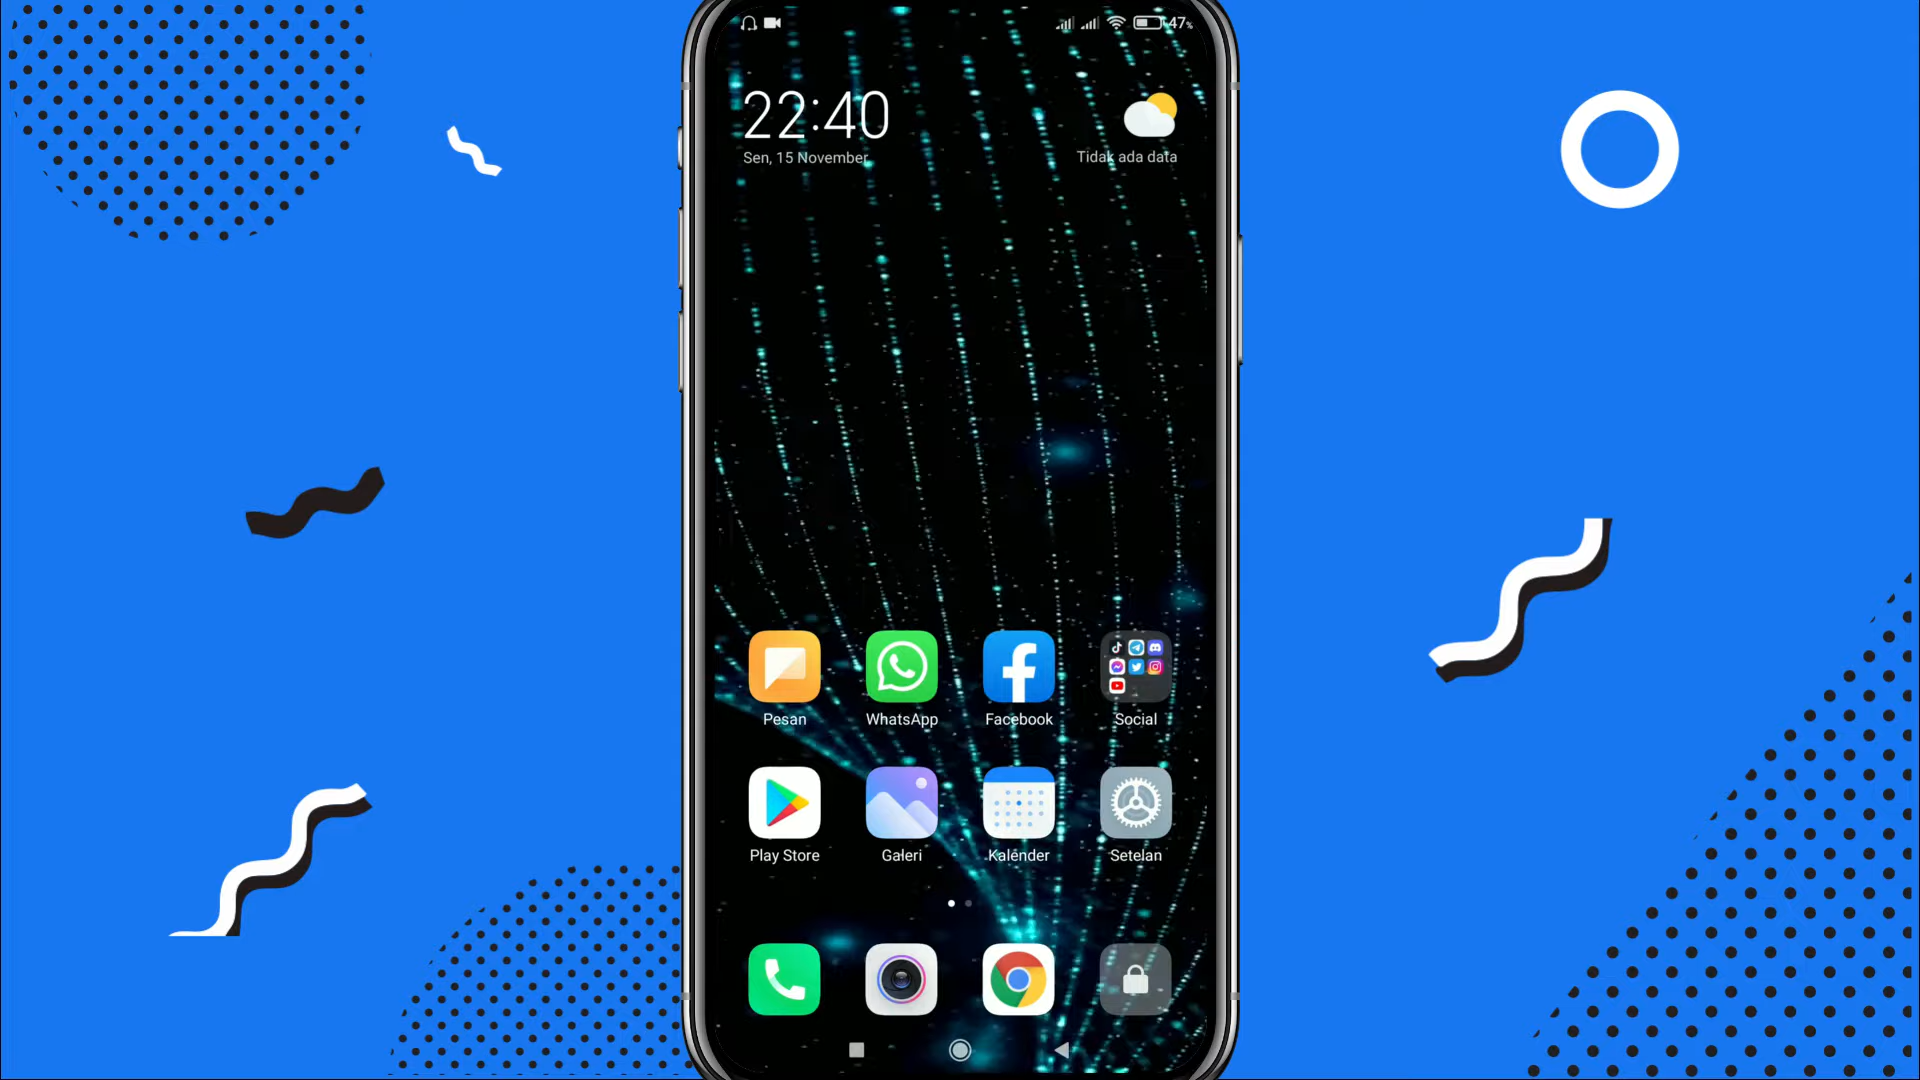 47%
22:40
Sen, 15 November
Tidak ada data
Pesan
WhatsApp
Facebook
Social
Play Store
Galeri
Kalender
Setelan